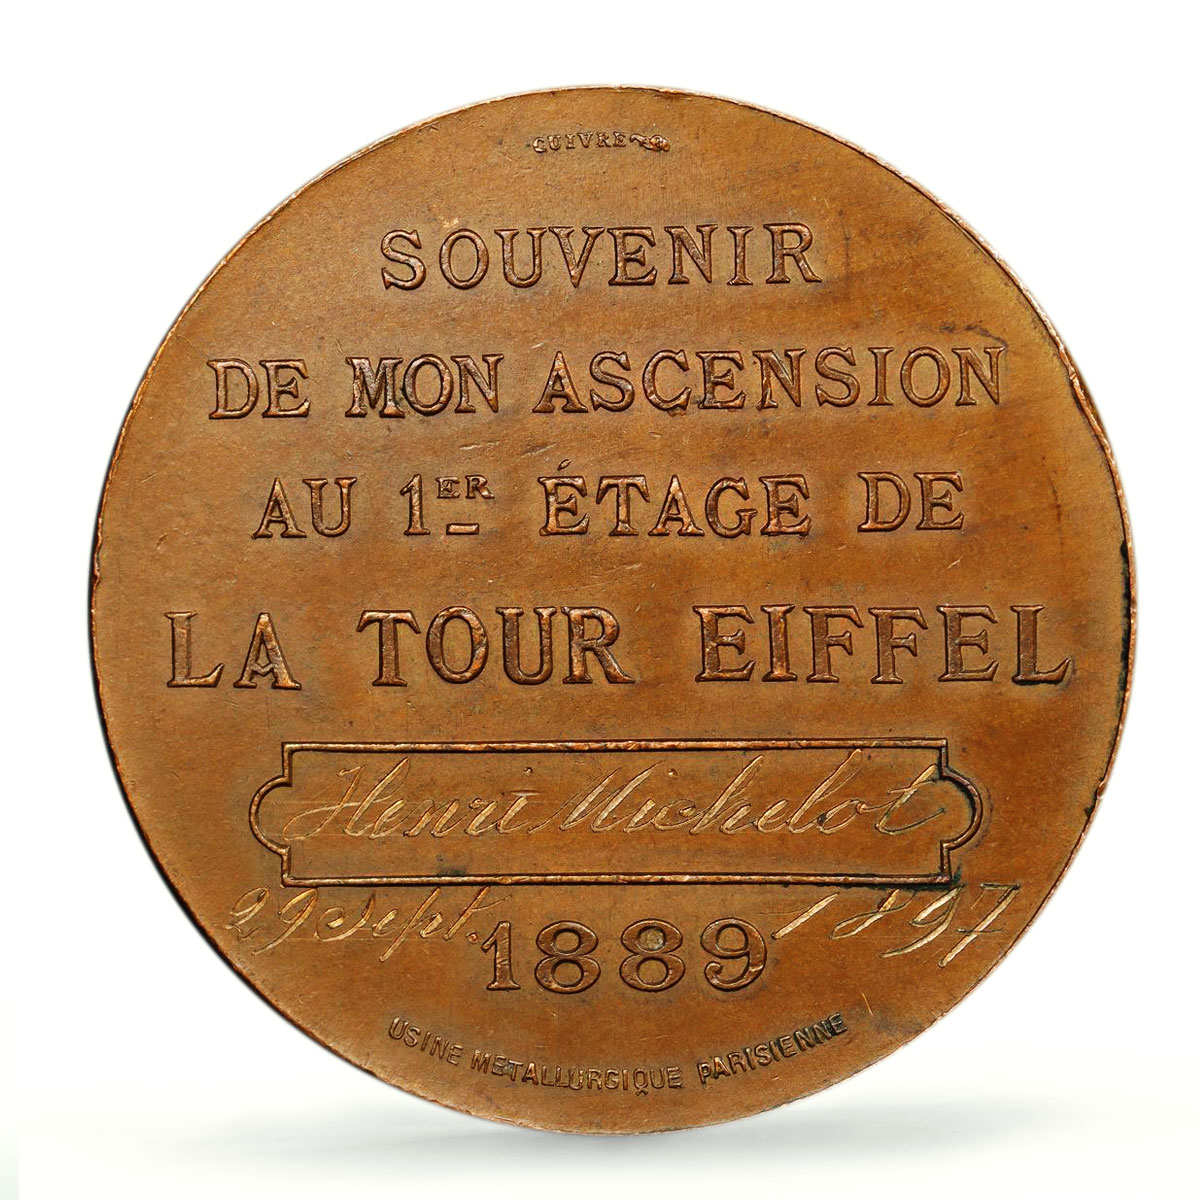 CUIVRE
SOUVENIR
DE MON ASCENSION
AU 1ER ÉTAGE DE
LA TOUR EIFFEL
Henri Michelot
29 Sept. 1897
1889
USINE METALLURGIQUE PARISIENNE